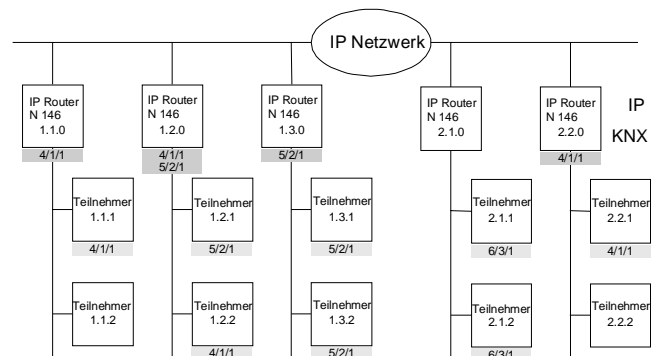 IP Netzwerk
IP Router
N 146
1.1.0
IP Router
N 146
1.2.0
IP Router
N 146
1.3.0
IP Router
N 146
2.1.0
IP Router
N 146
2.2.0
IP
KNX
4/1/1
4/1/1
5/2/1
5/2/1
4/1/1
Teilnehmer
1.1.1
Teilnehmer
1.2.1
Teilnehmer
1.3.1
Teilnehmer
2.1.1
Teilnehmer
2.2.1
4/1/1
5/2/1
5/2/1
6/3/1
4/1/1
Teilnehmer
1.1.2
Teilnehmer
1.2.2
Teilnehmer
1.3.2
Teilnehmer
2.1.2
Teilnehmer
2.2.2
4/1/1
5/2/1
6/3/1